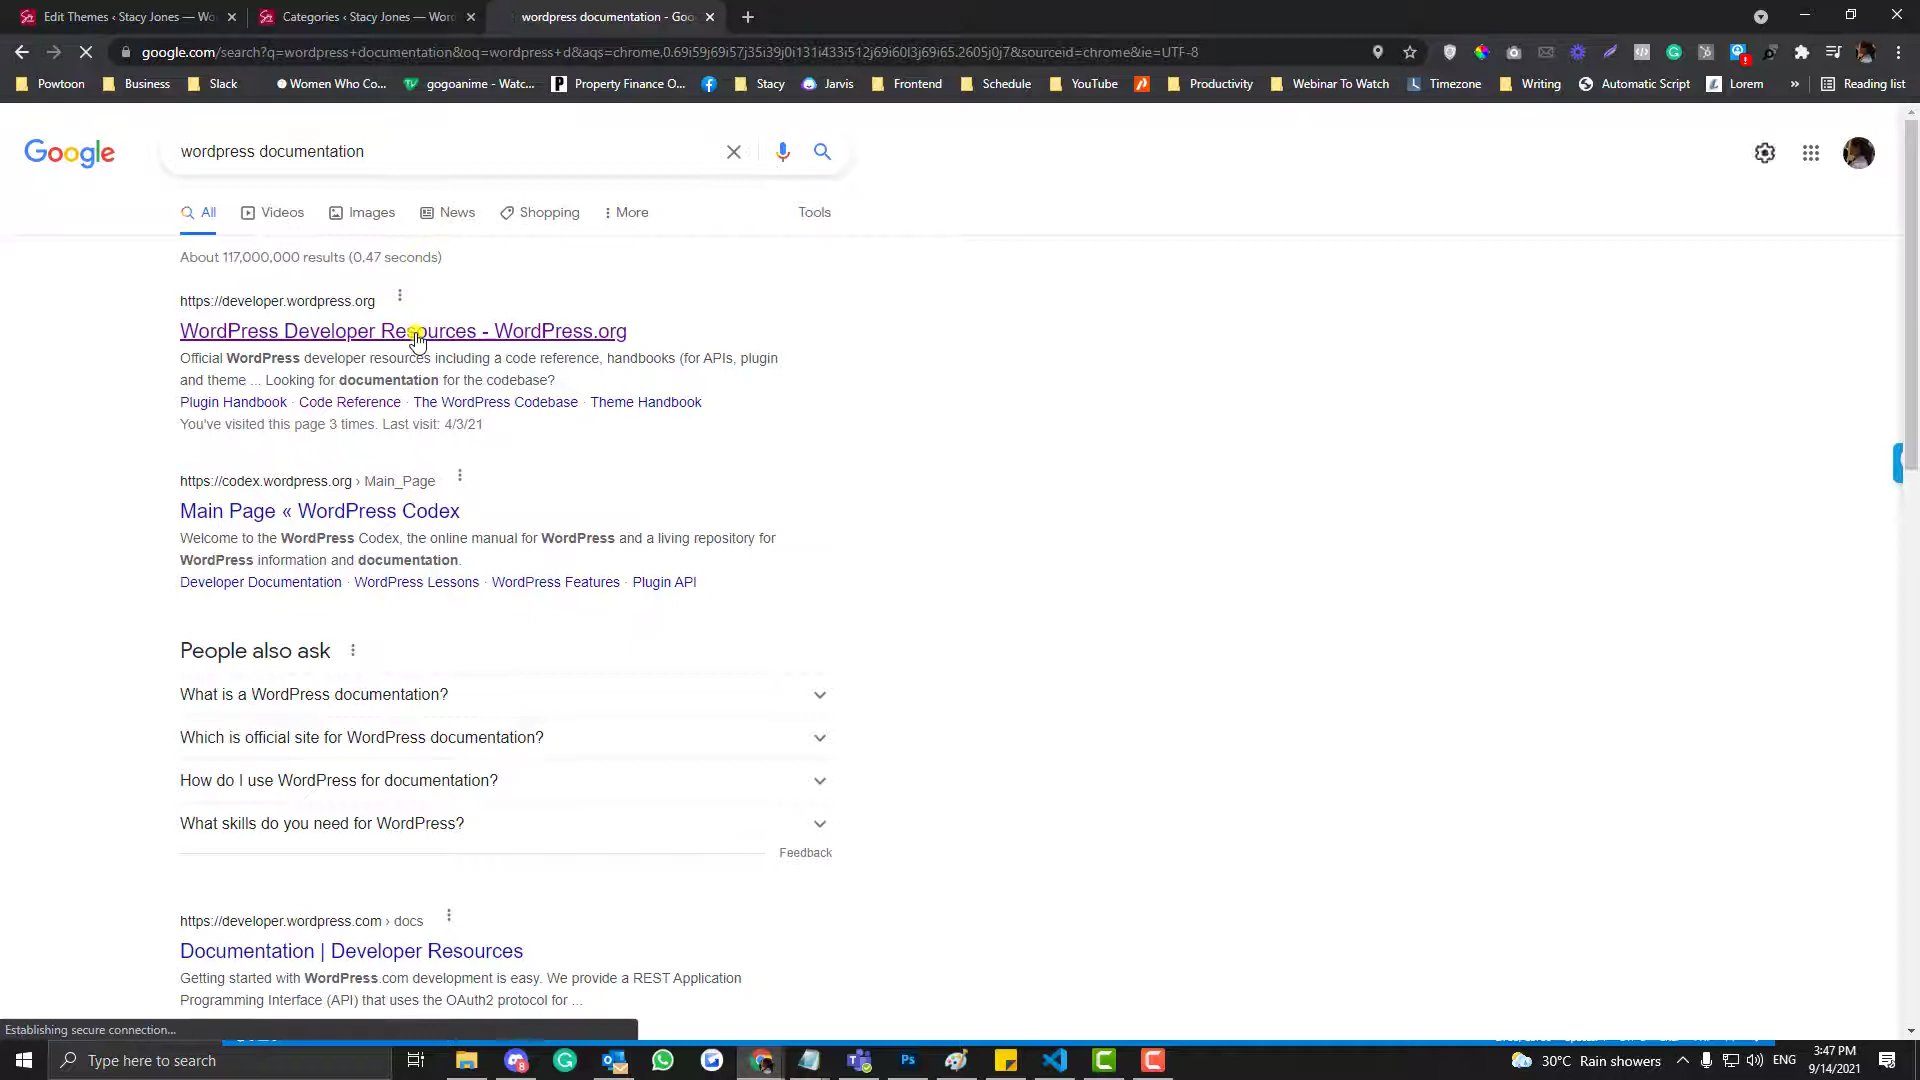 Edit Themes ‹ Stacy Jones — Wo
Categories ‹ Stacy Jones — Word
wordpress documentation - Goo
google.com/search?q=wordpress+documentation&oq=wordpress+d&aqs=chrome.0.69i59j69i57j35i39j0i131i433i512j69i60l3j69i65.2605j0j7&sourceid=chrome&ie=UTF-8
Powtoon
Business
Slack
Women Who Co...
gogoanime - Watc...
Property Finance O...
Stacy
Jarvis
Frontend
Schedule
YouTube
Productivity
Webinar To Watch
Timezone
Writing
Automatic Script
Lorem
»
Reading list
Google
wordpress documentation
All
Videos
Images
News
Shopping
More
Tools
About 117,000,000 results (0.47 seconds)
https://developer.wordpress.org
WordPress Developer Resources - WordPress.org
Official WordPress developer resources including a code reference, handbooks (for APIs, plugin
and theme ... Looking for documentation for the codebase?
Plugin Handbook · Code Reference · The WordPress Codebase · Theme Handbook
You've visited this page 3 times. Last visit: 4/3/21
https://codex.wordpress.org › Main_Page
Main Page « WordPress Codex
Welcome to the WordPress Codex, the online manual for WordPress and a living repository for
WordPress information and documentation.
Developer Documentation · WordPress Lessons · WordPress Features · Plugin API
People also ask
What is a WordPress documentation?
Which is official site for WordPress documentation?
How do I use WordPress for documentation?
What skills do you need for WordPress?
Feedback
https://developer.wordpress.com › docs
Documentation | Developer Resources
Getting started with WordPress.com development is easy. We provide a REST Application
Programming Interface (API) that uses the OAuth2 protocol for ...
Establishing secure connection...
Type here to search
Ps
30°C Rain showers
ENG
3:47 PM
9/14/2021